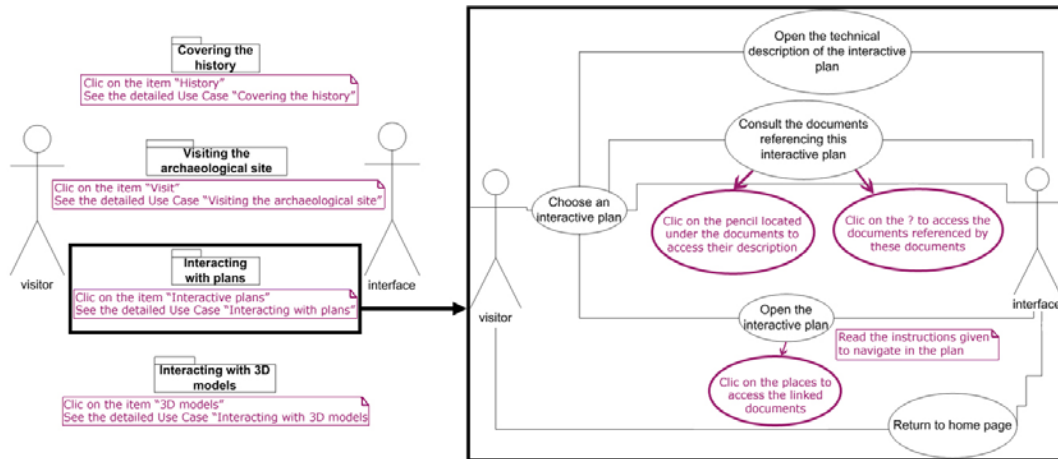 Covering the
history
Clic on the item "History"
See the detailed Use Case "Covering the history"
Visiting the
archaeological site
Clic on the item "Visit"
See the detailed Use Case "Visiting the archaeological site"
visitor
interface
Interacting
with plans
Clic on the item "Interactive plans"
See the detailed Use Case "Interacting with plans"
Interacting with 3D
models
Clic on the item "3D models"
See the detailed Use Case "Interacting with 3D models
Open the technical
description of the interactive
plan
Consult the documents
referencing this
interactive plan
Choose an
interactive plan
Clic on the pencil located
under the documents to
access their description
Clic on the ? to access the
documents referenced by
these documents
visitor
interface
Open the
interactive plan
Read the instructions given
to navigate in the plan
Clic on the places to
access the linked
documents
Return to home page